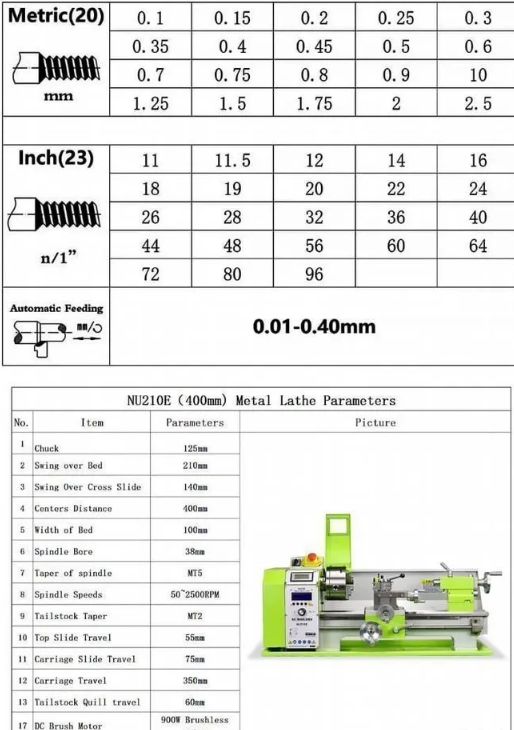 Metric(20) 0.1 0.15 0.2 0.25 0.3
0.35 0.4 0.45 0.5 0.6
0.7 0.75 0.8 0.9 10
mm 1.25 1.5 1.75 2 2.5
Inch(23) 11 11.5 12 14 16
18 19 20 22 24
26 28 32 36 40
n/1” 44 48 56 60 64
72 80 96
Automatic Feeding
mm/
0.01-0.40mm
NU210E (400mm) Metal Lathe Parameters
No. Item Parameters Picture
1 Chuck 125mm
2 Swing over Bed 210mm
3 Swing Over Cross Slide 140mm
4 Centers Distance 400mm
5 Width of Bed 100mm
6 Spindle Bore 38mm
7 Taper of spindle MT5
8 Spindle Speeds 50~2500RPM
9 Tailstock Taper MT2
10 Top Slide Travel 55mm
11 Carriage Slide Travel 75mm
12 Carriage Travel 350mm
13 Tailstock Quill travel 60mm
17 DC Brush Motor 900W Brushless